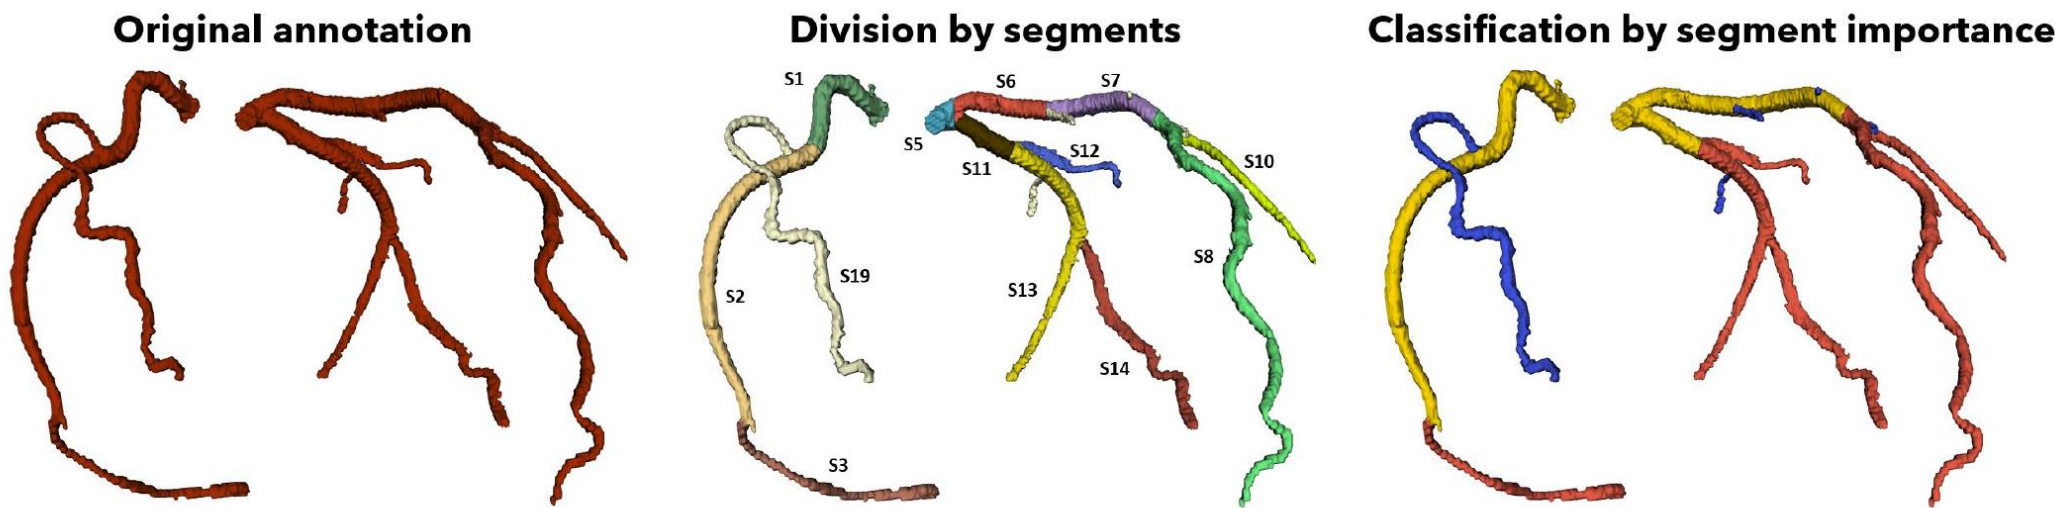 Original annotation
Division by segments
Classification by segment importance
S1
S6
S7
S5
S11
S12
S10
S19
S2
S13
S8
S14
S3